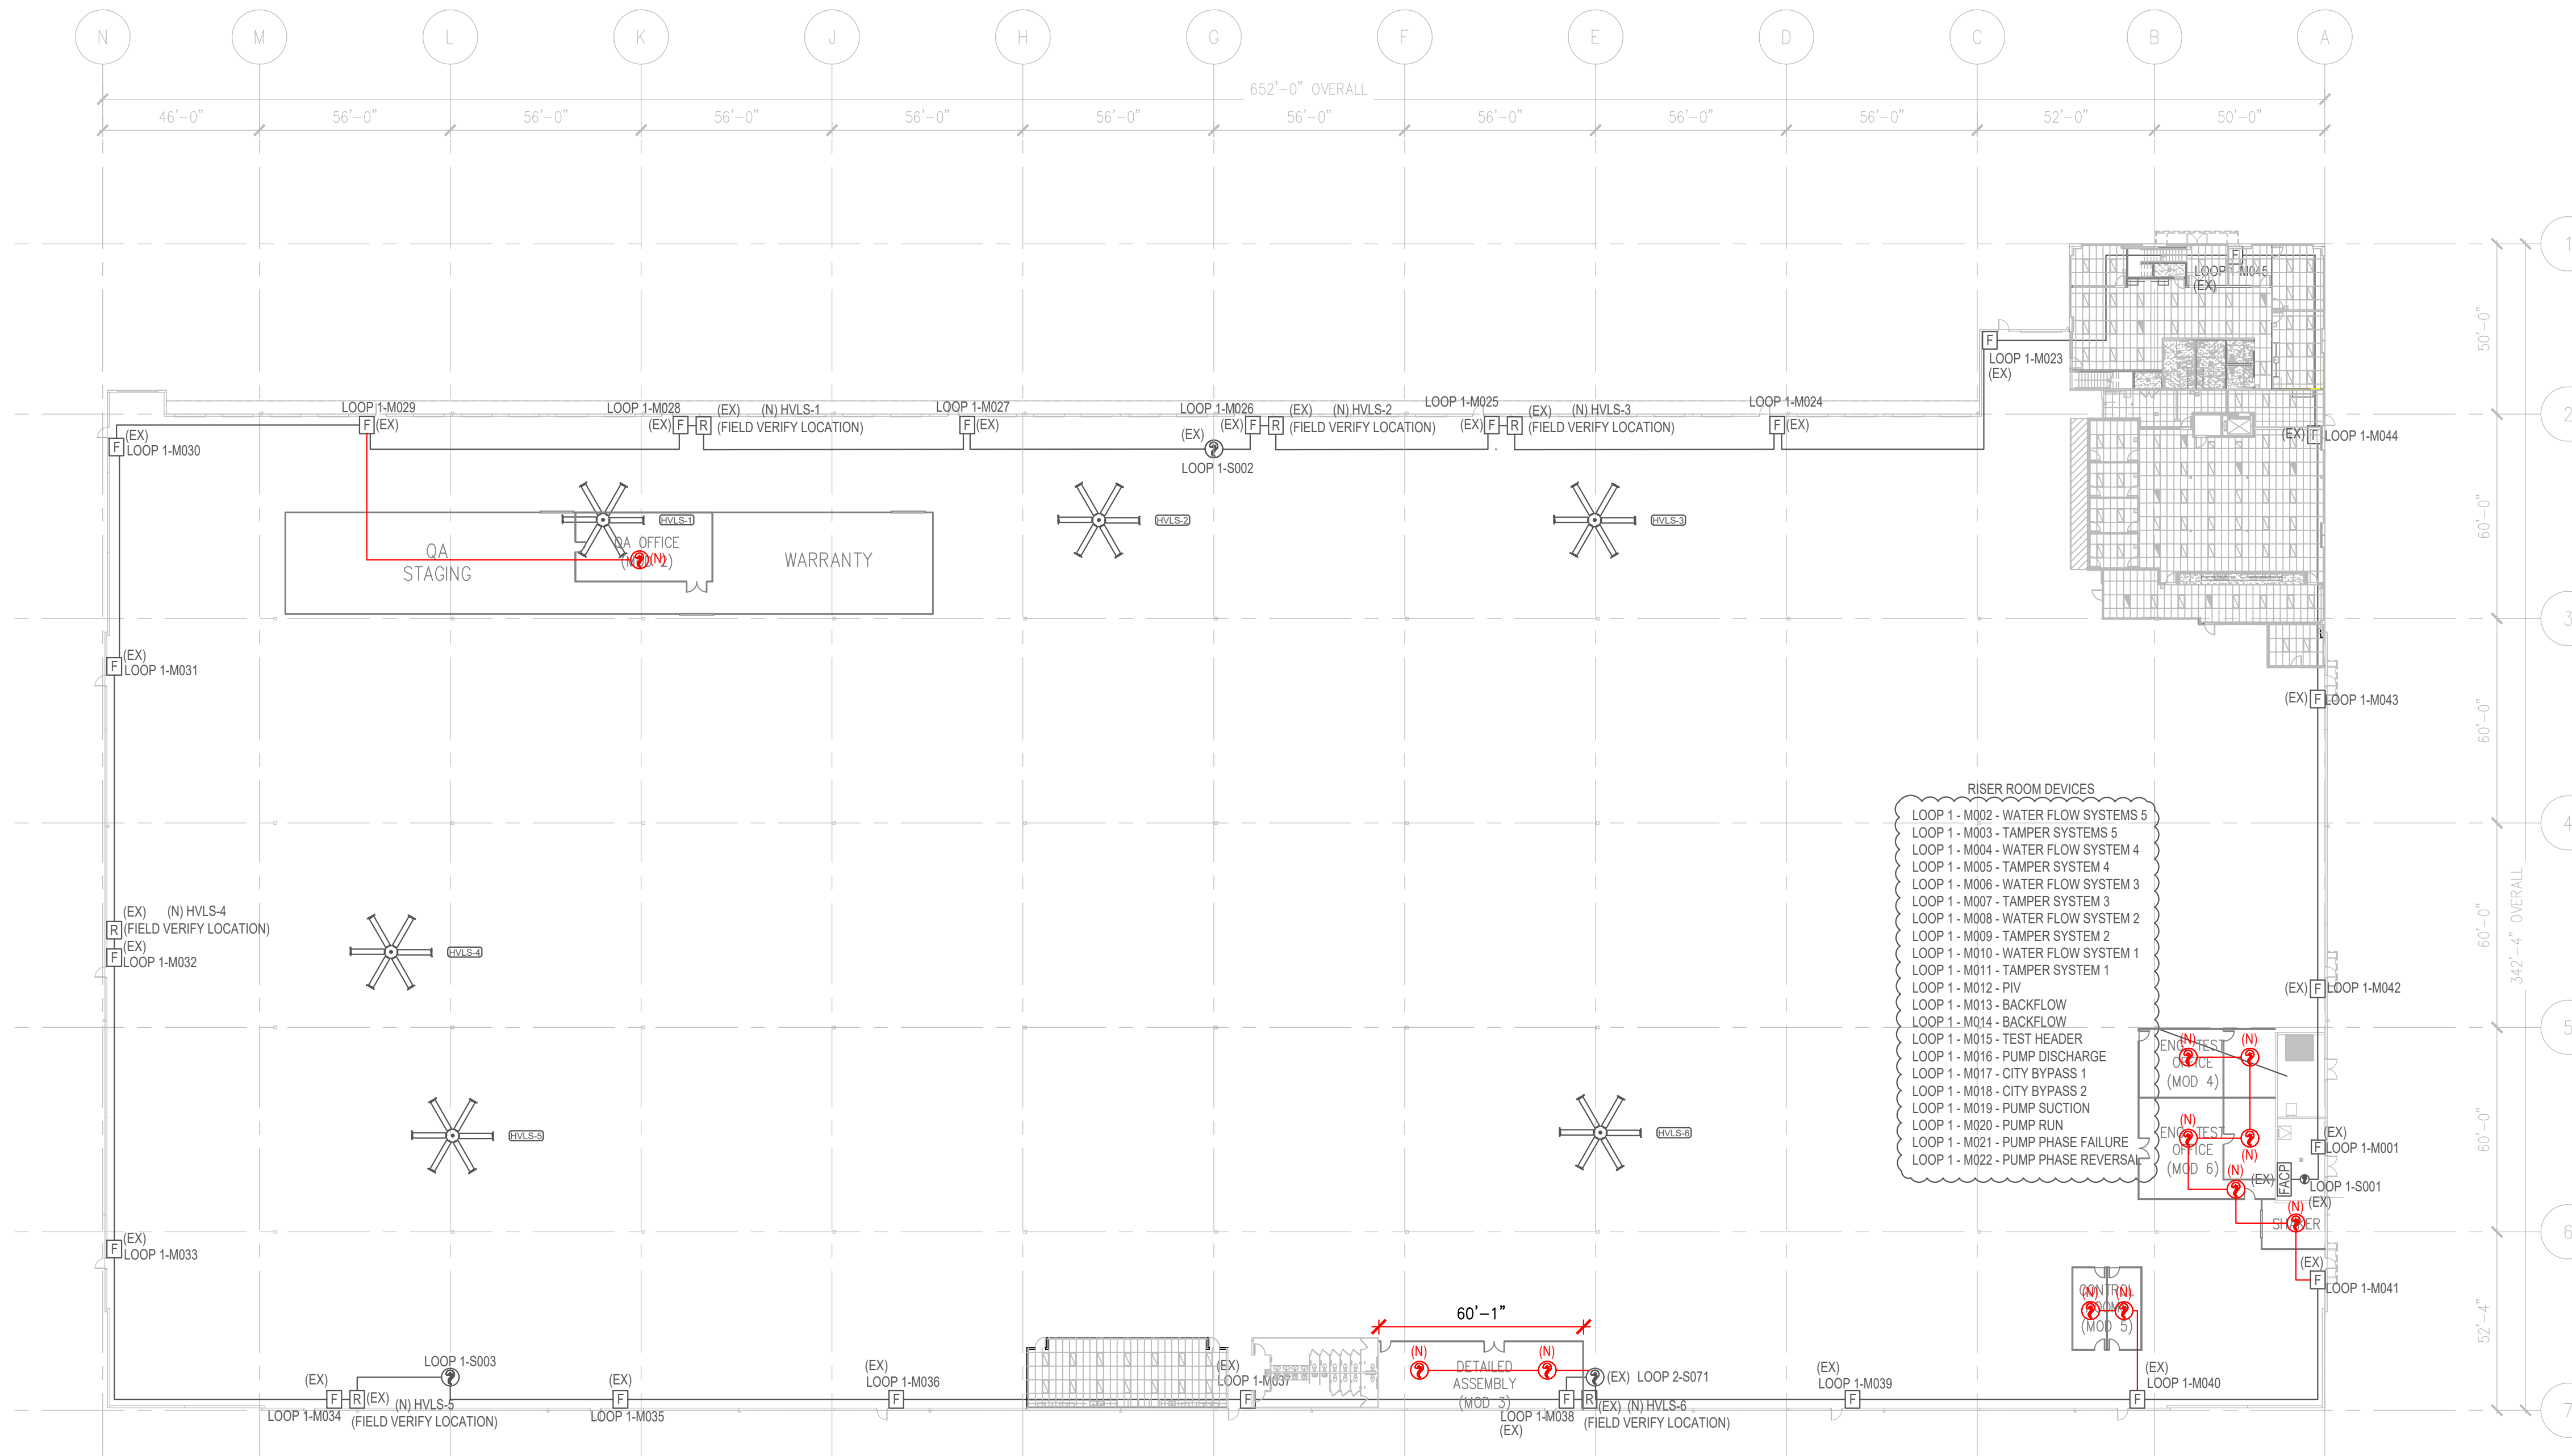 N M L K J H G F E D C B A
652'-0" OVERALL
46'-0" 56'-0" 56'-0" 56'-0" 56'-0" 56'-0" 56'-0" 56'-0" 56'-0" 56'-0" 52'-0" 50'-0"
1
F
LOOP 1-M045
(EX)
50'-0"
F
LOOP 1-M023
(EX)
2
LOOP 1-M029
F (EX)
LOOP 1-M028
(EX) F R (EX) (N) HVLS-1
(FIELD VERIFY LOCATION)
LOOP 1-M027
F (EX)
LOOP 1-M026
(EX) F R (EX) (N) HVLS-2
(FIELD VERIFY LOCATION)
LOOP 1-M025
(EX) F R (EX) (N) HVLS-3
(FIELD VERIFY LOCATION)
LOOP 1-M024
F (EX)
(EX) F LOOP 1-M044
(EX)
F LOOP 1-M030
(EX)
LOOP 1-S002
HVLS-1
HVLS-2
HVLS-3
60'-0"
QA
STAGING
QA OFFICE
(MOD 2)
(N)
WARRANTY
3
(EX)
F LOOP 1-M031
(EX) F LOOP 1-M043
60'-0"
RISER ROOM DEVICES
LOOP 1 - M002 - WATER FLOW SYSTEMS 5
LOOP 1 - M003 - TAMPER SYSTEMS 5
LOOP 1 - M004 - WATER FLOW SYSTEM 4
LOOP 1 - M005 - TAMPER SYSTEM 4
LOOP 1 - M006 - WATER FLOW SYSTEM 3
LOOP 1 - M007 - TAMPER SYSTEM 3
LOOP 1 - M008 - WATER FLOW SYSTEM 2
LOOP 1 - M009 - TAMPER SYSTEM 2
LOOP 1 - M010 - WATER FLOW SYSTEM 1
LOOP 1 - M011 - TAMPER SYSTEM 1
LOOP 1 - M012 - PIV
LOOP 1 - M013 - BACKFLOW
LOOP 1 - M014 - BACKFLOW
LOOP 1 - M015 - TEST HEADER
LOOP 1 - M016 - PUMP DISCHARGE
LOOP 1 - M017 - CITY BYPASS 1
LOOP 1 - M018 - CITY BYPASS 2
LOOP 1 - M019 - PUMP SUCTION
LOOP 1 - M020 - PUMP RUN
LOOP 1 - M021 - PUMP PHASE FAILURE
LOOP 1 - M022 - PUMP PHASE REVERSAL
4
342'-4" OVERALL
60'-0"
(EX) (N) HVLS-4
R (FIELD VERIFY LOCATION)
(EX)
F LOOP 1-M032
HVLS-4
(EX) F LOOP 1-M042
5
(N) (N)
ENG. TEST
OFFICE
(MOD 4)
(N)
ENG. TEST
OFFICE
(MOD 6)
(N)
(N)
HVLS-5
HVLS-6
60'-0"
(EX)
F LOOP 1-M001
(EX) FACP
LOOP 1-S001
(EX)
(N)
SHAKER
6
(EX)
F LOOP 1-M033
(EX)
F LOOP 1-M041
CONTROL
ROOM
(MOD 5)
(N) (N)
52'-4"
60'-1"
LOOP 1-S003
(EX) F R (EX) (N) HVLS-5
LOOP 1-M034 (FIELD VERIFY LOCATION)
(EX)
F
LOOP 1-M035
(EX)
LOOP 1-M036
F
(EX)
LOOP 1-M037
F
(N) (N)
DETAILED
ASSEMBLY
(MOD 3)
(EX) LOOP 2-S071
F R
LOOP 1-M038
(EX)
(EX) (N) HVLS-6
(FIELD VERIFY LOCATION)
(EX)
LOOP 1-M039
F
(EX)
LOOP 1-M040
F
7